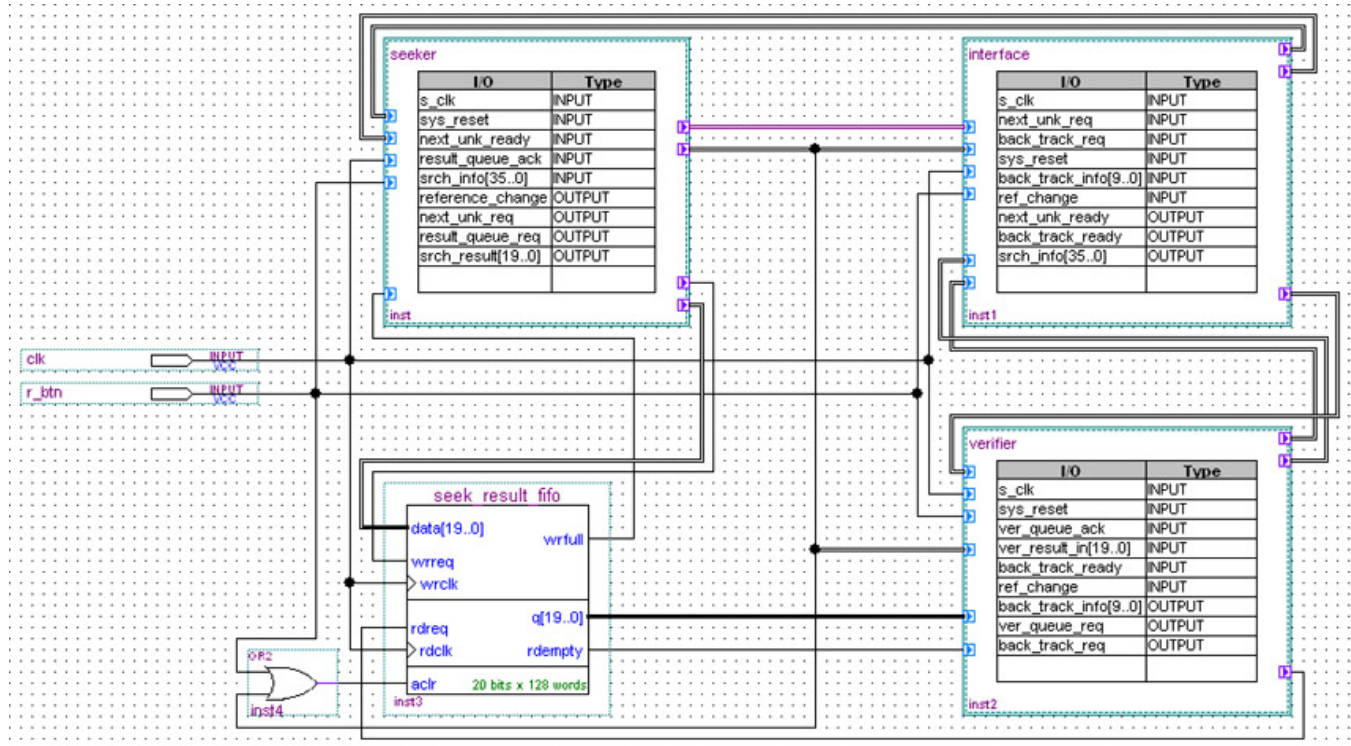 seeker
I/O Type
s_clk INPUT
sys_reset INPUT
next_unk_ready INPUT
result_queue_ack INPUT
srch_info[35..0] INPUT
reference_change OUTPUT
next_unk_req OUTPUT
result_queue_req OUTPUT
srch_result[19..0] OUTPUT
inst
interface
I/O Type
s_clk INPUT
next_unk_req INPUT
back_track_req INPUT
sys_reset INPUT
back_track_info[9..0] INPUT
ref_change INPUT
next_unk_ready OUTPUT
back_track_ready OUTPUT
srch_info[35..0] OUTPUT
inst1
clk INPUT
VCC
r_btn INPUT
VCC
seek_result_fifo
data[19..0]
wrfull
wrreq
wrclk
q[19..0]
rdreq
rdclk rdempty
aclr 20 bits x 128 words
inst3
OR2
inst4
verifier
I/O Type
s_clk INPUT
sys_reset INPUT
ver_queue_ack INPUT
ver_result_in[19..0] INPUT
back_track_ready INPUT
ref_change INPUT
back_track_info[9..0] OUTPUT
ver_queue_req OUTPUT
back_track_req OUTPUT
inst2